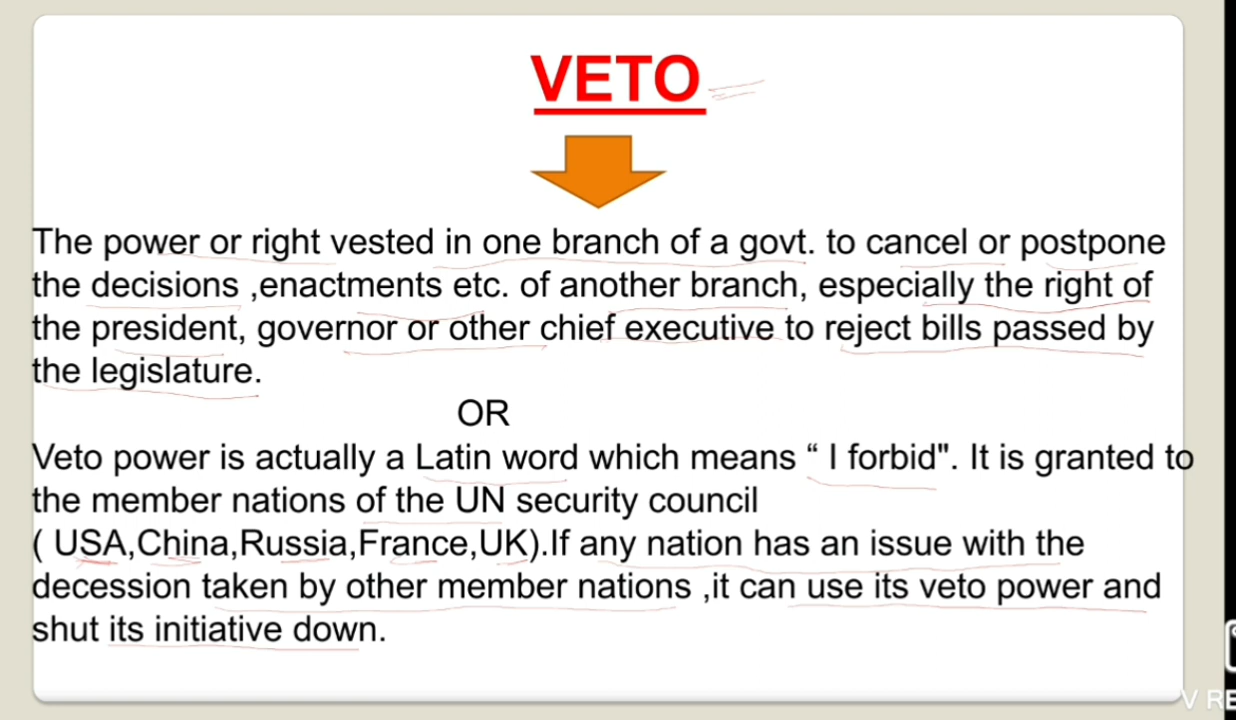 VETO
The power or right vested in one branch of a govt. to cancel or postpone
the decisions ,enactments etc. of another branch, especially the right of
the president, governor or other chief executive to reject bills passed by
the legislature.
OR
Veto power is actually a Latin word which means “ I forbid". It is granted to
the member nations of the UN security council
( USA,China,Russia,France,UK).If any nation has an issue with the
decession taken by other member nations ,it can use its veto power and
shut its initiative down.